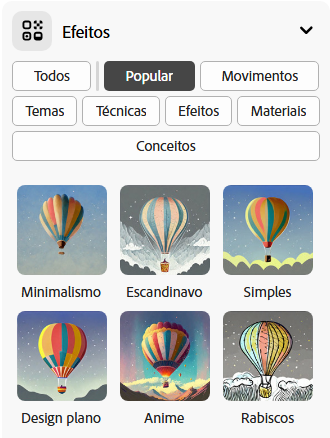 Efeitos
Todos
Popular
Movimentos
Temas
Técnicas
Efeitos
Materiais
Conceitos
Minimalismo
Escandinavo
Simples
Design plano
Anime
Rabiscos